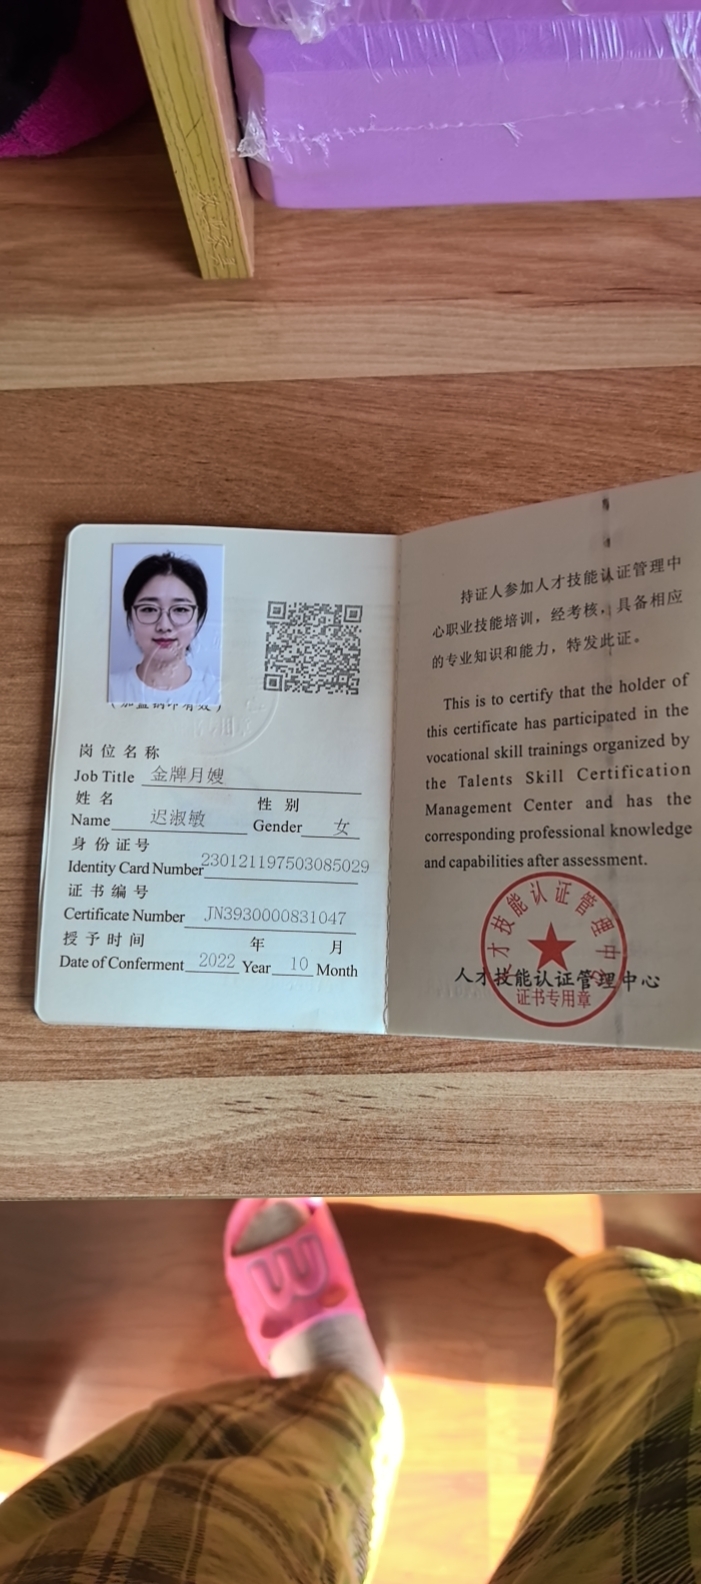 (加盖钢印有效)
岗位名称
Job Title 金牌月嫂
姓名 性别
Name 迟淑敏 Gender 女
身份证号
Identity Card Number 230121197503085029
证书编号
Certificate Number JN3930000831047
授予时间 年 月
Date of Conferment 2022 Year 10 Month
持证人参加人才技能认证管理中
心职业技能培训，经考核，具备相应
的专业知识和能力，特发此证。
This is to certify that the holder of
this certificate has participated in the
vocational skill trainings organized by
the Talents Skill Certification
Management Center and has the
corresponding professional knowledge
and capabilities after assessment.
人才技能认证管理中心
人才技能认证管理中心
证书专用章